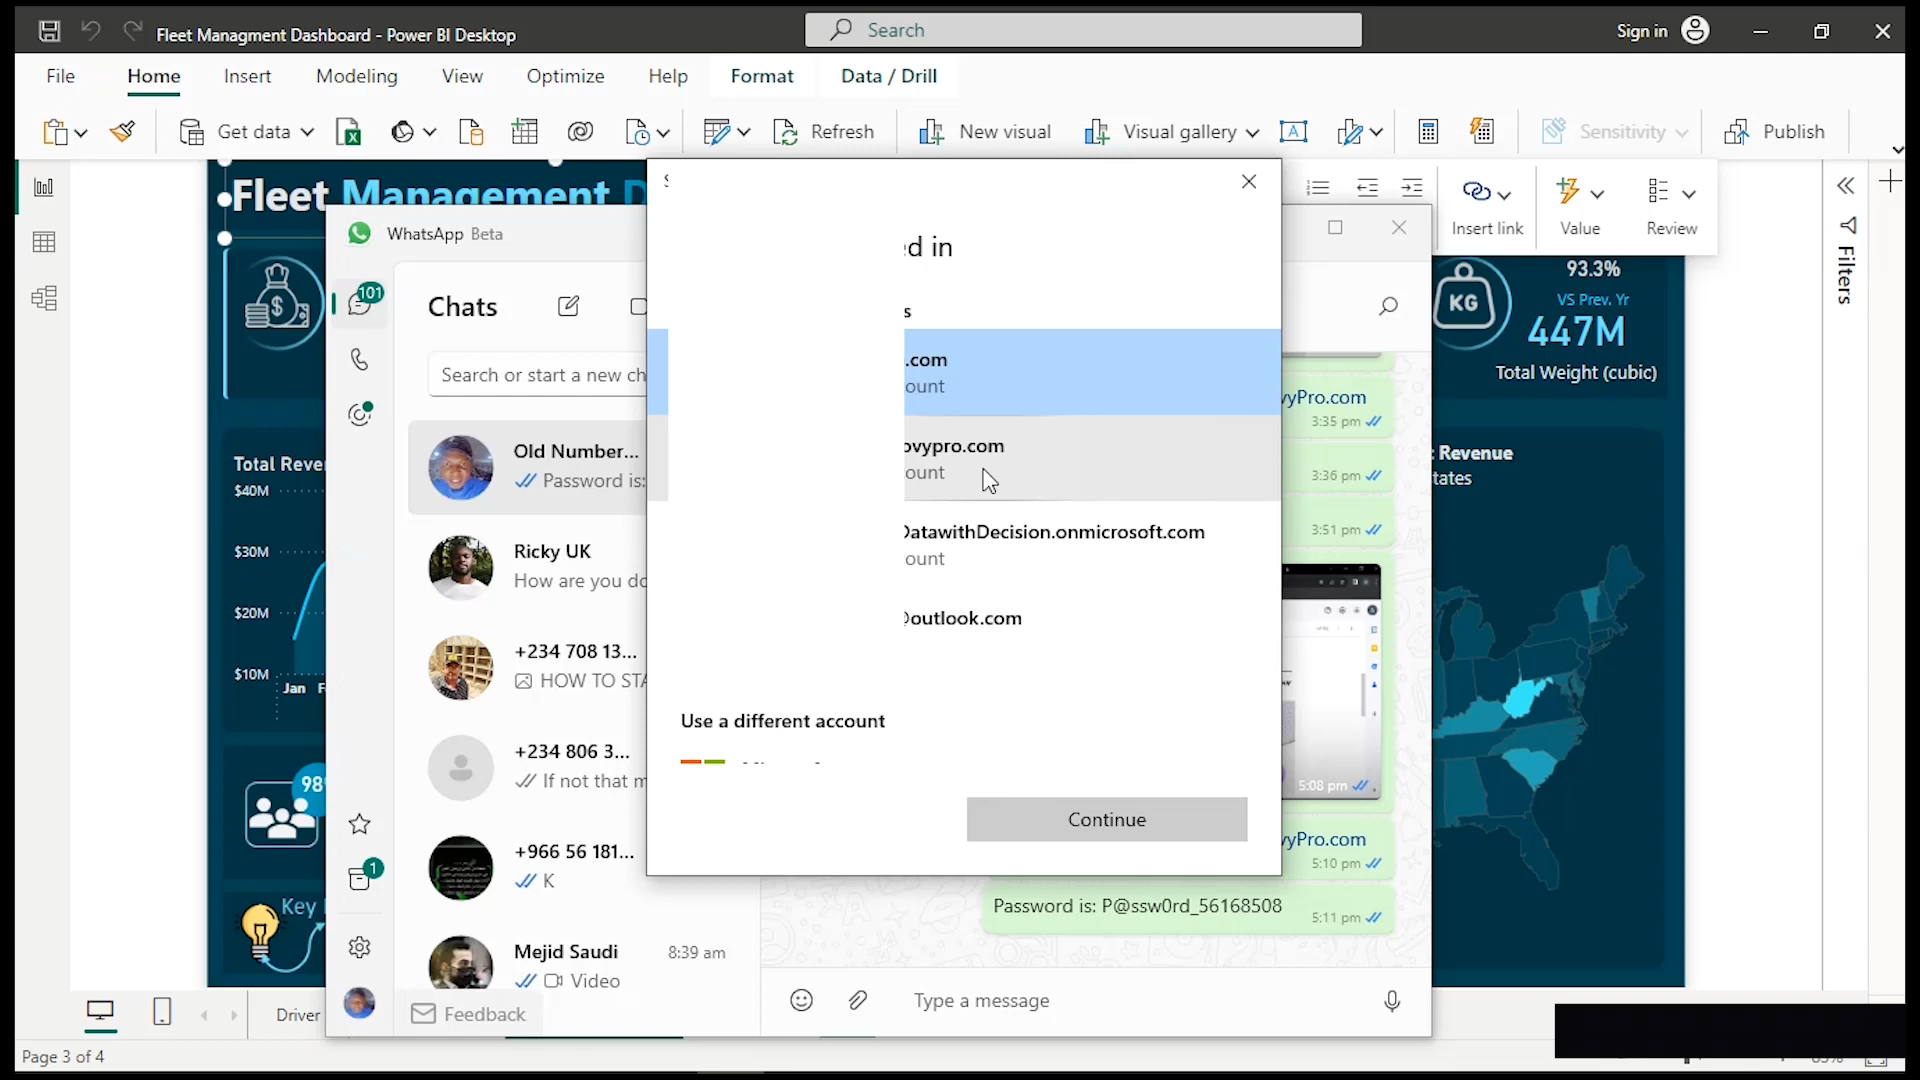 Fleet Managment Dashboard - Power BI Desktop
Search
Sign in
File
Home
Insert
Modeling
View
Optimize
Help
Format
Data / Drill
Get data
Refresh
New visual
Visual gallery
Sensitivity
Publish
Insert link
Value
Review
Filters
Fleet Management D
WhatsApp Beta
101
Chats
Search or start a new ch
Old Number...
Password is:
Ricky UK
How are you do
+234 708 13...
HOW TO STA
+234 806 3...
If not that m
+966 56 181...
K
1
Mejid Saudi
8:39 am
Video
Feedback
ed in
s
.com
ount
ovypro.com
ount
DatawithDecision.onmicrosoft.com
ount
@outlook.com
Use a different account
Continue
vyPro.com
3:35 pm
3:36 pm
3:51 pm
5:08 pm
vyPro.com
5:10 pm
Password is: P@ssw0rd_56168508
5:11 pm
Type a message
KG
93.3%
VS Prev. Yr
447M
Total Weight (cubic)
Revenue
tates
Total Reve
$40M
$30M
$20M
$10M
Jan F
98
Key
Driver
Page 3 of 4